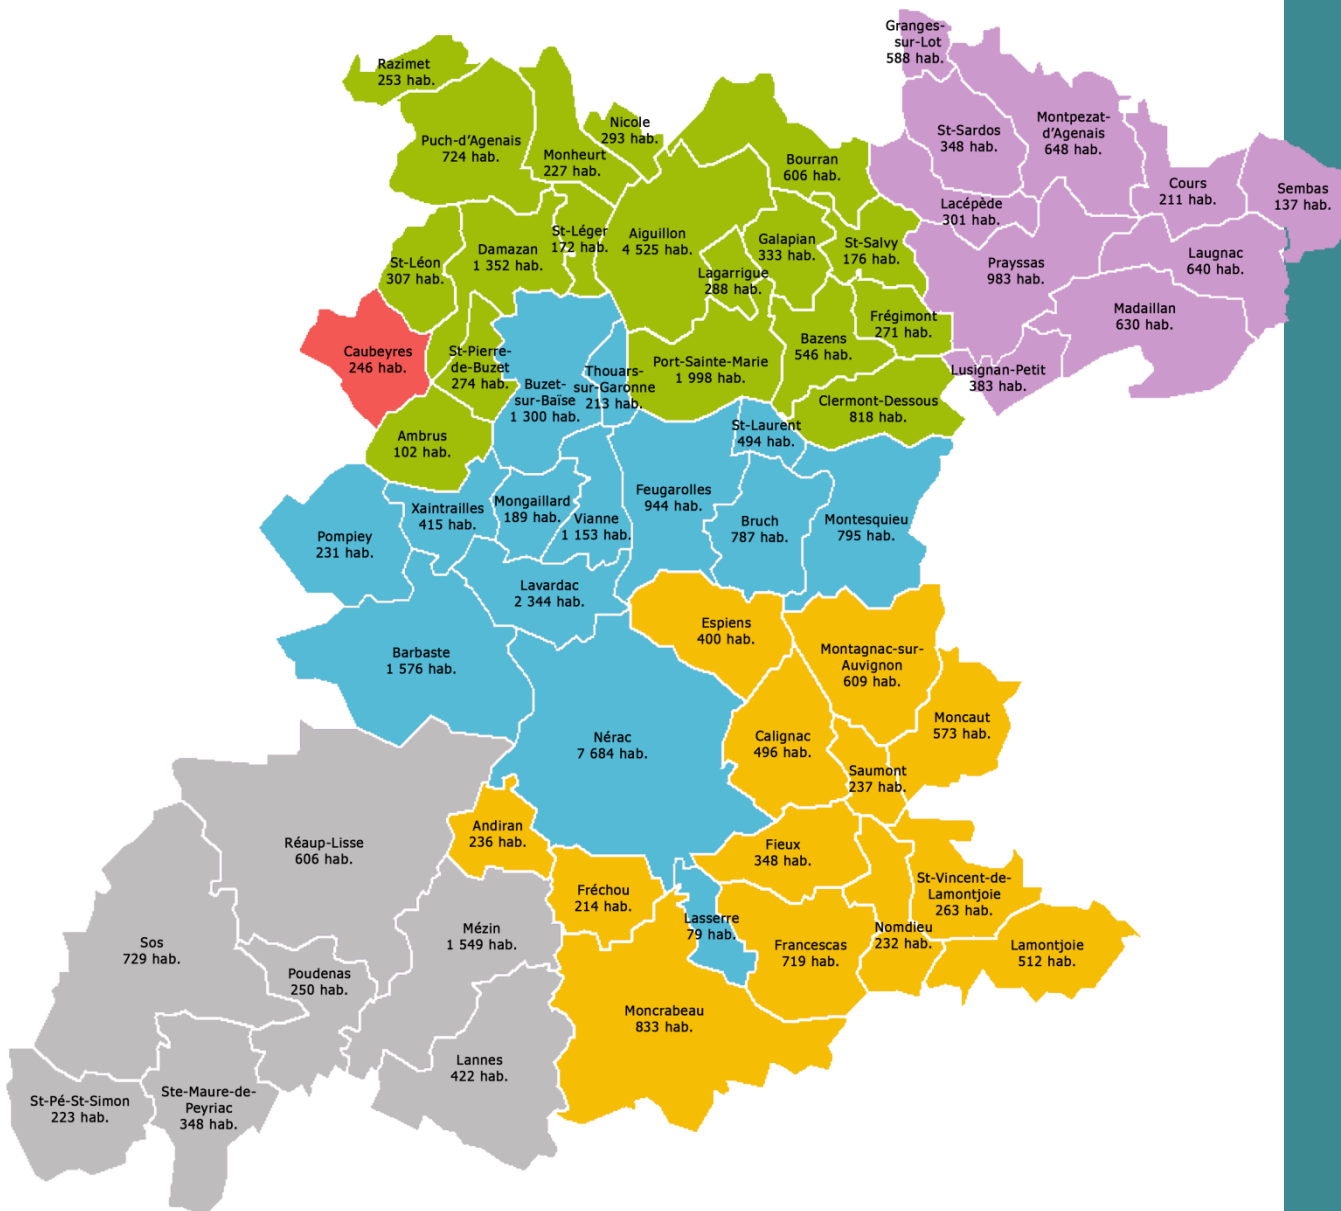 Granges-
sur-Lot
588 hab.
Razimet
253 hab.
Nicole
293 hab.
Puch-d'Agenais
724 hab.
Monheurt
227 hab.
Bourran
606 hab.
St-Sardos
348 hab.
Montpezat-
d'Agenais
648 hab.
Cours
211 hab.
Sembas
137 hab.
Lacépède
301 hab.
St-Léon
307 hab.
Damazan
1 352 hab.
St-Léger
172 hab.
Aiguillon
4 525 hab.
Galapian
333 hab.
St-Salvy
176 hab.
Prayssas
983 hab.
Laugnac
640 hab.
Lagarrigue
288 hab.
Madaillan
630 hab.
Frégimont
271 hab.
Bazens
546 hab.
Caubeyres
246 hab.
St-Pierre-
de-Buzet
274 hab.
Port-Sainte-Marie
1 998 hab.
Lusignan-Petit
383 hab.
Buzet-
sur-Baïse
1 300 hab.
Thouars-
sur-Garonne
213 hab.
Clermont-Dessous
818 hab.
Ambrus
102 hab.
St-Laurent
494 hab.
Pompiey
231 hab.
Xaintrailles
415 hab.
Mongaillard
189 hab.
Vianne
1 153 hab.
Feugarolles
944 hab.
Bruch
787 hab.
Montesquieu
795 hab.
Lavardac
2 344 hab.
Espiens
400 hab.
Barbaste
1 576 hab.
Montagnac-sur-
Auvignon
609 hab.
Nérac
7 684 hab.
Calignac
496 hab.
Moncaut
573 hab.
Saumont
237 hab.
Réaup-Lisse
606 hab.
Andiran
236 hab.
Fieux
348 hab.
Fréchou
214 hab.
St-Vincent-de-
Lamontjoie
263 hab.
Sos
729 hab.
Mézin
1 549 hab.
Lasserre
79 hab.
Francescas
719 hab.
Nomdieu
232 hab.
Lamontjoie
512 hab.
Poudenas
250 hab.
Moncrabeau
833 hab.
Lannes
422 hab.
St-Pé-St-Simon
223 hab.
Ste-Maure-de-
Peyriac
348 hab.